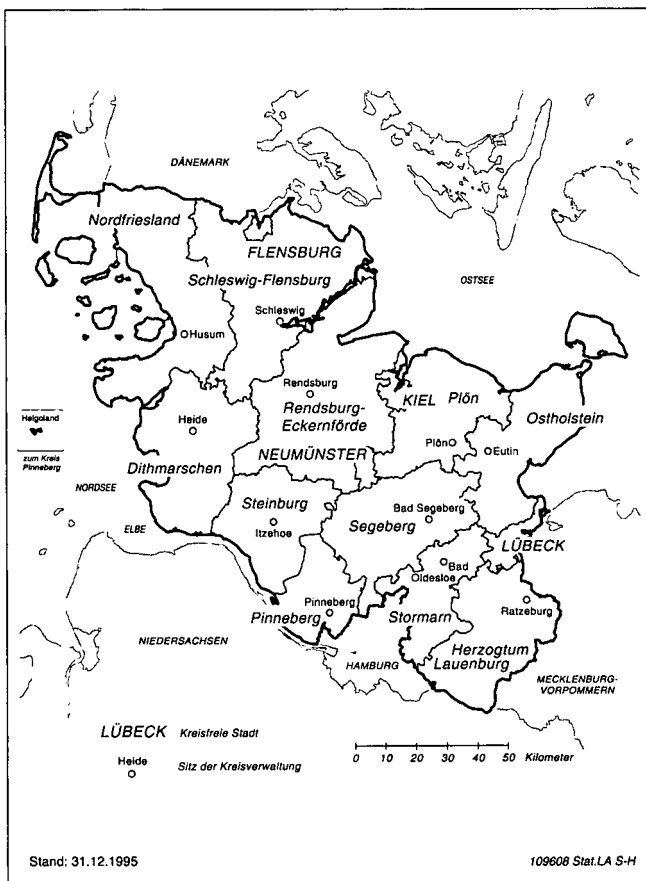 DÄNEMARK
Nordfriesland
FLENSBURG
Schleswig-Flensburg
OSTSEE
Schleswig
Husum
Rendsburg
KIEL
Plön
Rendsburg-
Eckernförde
Ostholstein
Helgoland
Heide
zum Kreis
Pinneberg
Plön
Eutin
NEUMÜNSTER
Dithmarschen
NORDSEE
Steinburg
Bad Segeberg
Segeberg
ELBE
Itzehoe
LÜBECK
Bad
Oldesloe
Pinneberg
Ratzeburg
Pinneberg
Stormarn
NIEDERSACHSEN
Herzogtum
Lauenburg
HAMBURG
MECKLENBURG-
VORPOMMERN
LÜBECK Kreisfreie Stadt
Heide
Sitz der Kreisverwaltung
0 10 20 30 40 50 Kilometer
Stand: 31.12.1995
109608 Stat.LA S-H